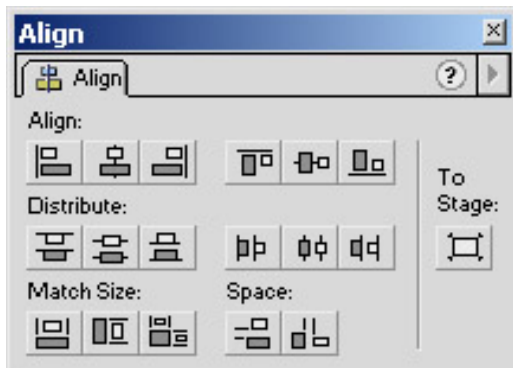 Align
Align
?
Align:
To
Stage:
Distribute:
Match Size:
Space: